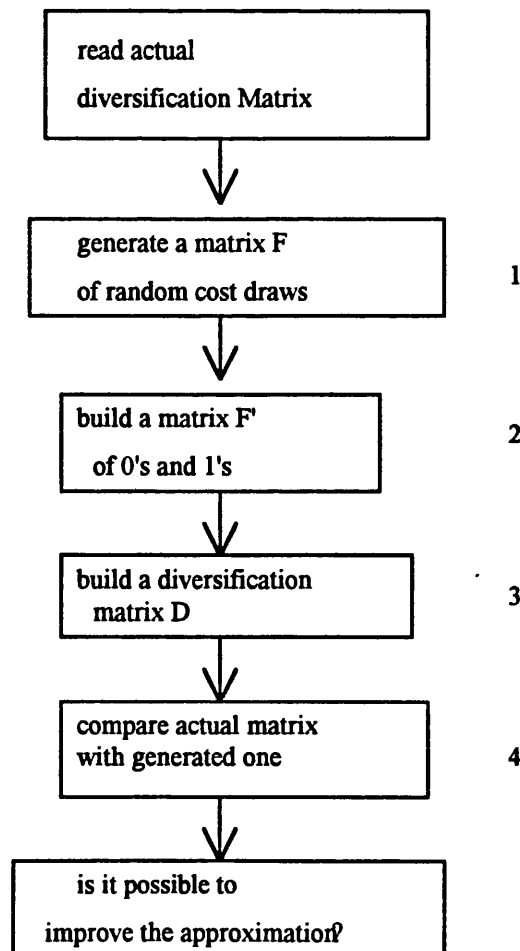 read actual
diversification Matrix
generate a matrix F
of random cost draws
1
build a matrix F'
of 0's and 1's
2
build a diversification
matrix D
3
compare actual matrix
with generated one
4
is it possible to
improve the approximation?